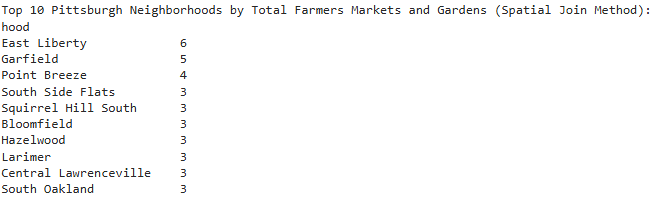 Top 10 Pittsburgh Neighborhoods by Total Farmers Markets and Gardens (Spatial Join Method):
hood
East Liberty 6
Garfield 5
Point Breeze 4
South Side Flats 3
Squirrel Hill South 3
Bloomfield 3
Hazelwood 3
Larimer 3
Central Lawrenceville 3
South Oakland 3